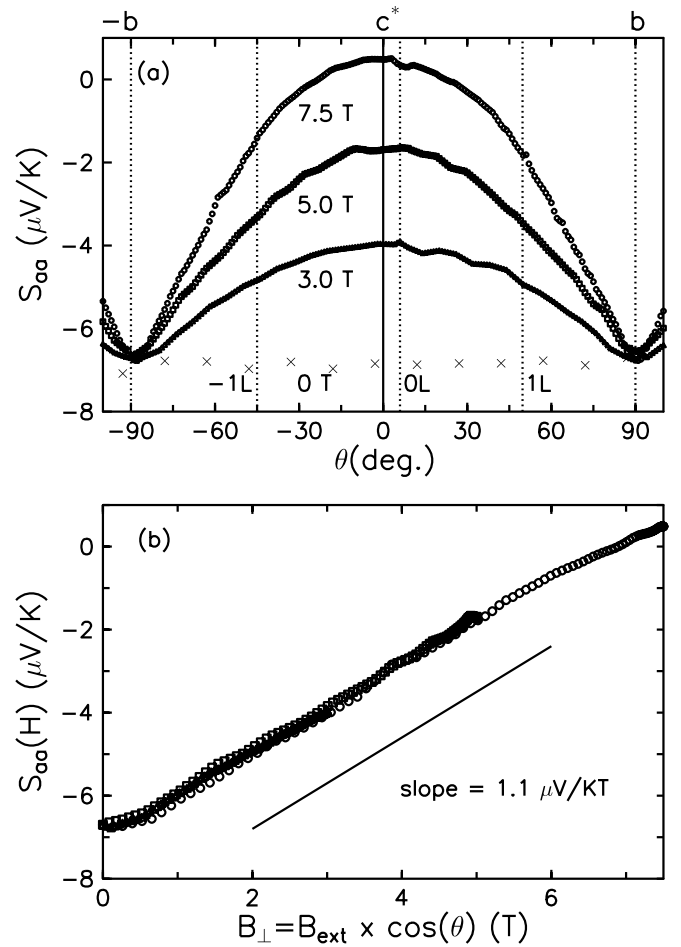 −b c* b
(a)
0
−2
−4
−6
−8
S_aa (μV/K)
7.5 T
5.0 T
3.0 T
−1L 0 T 0L 1L
−90 −60 −30 0 30 60 90
θ(deg.)
(b)
0
−2
−4
−6
−8
S_aa(H) (μV/K)
slope = 1.1 μV/KT
0 2 4 6
B⊥=B_ext x cos(θ) (T)